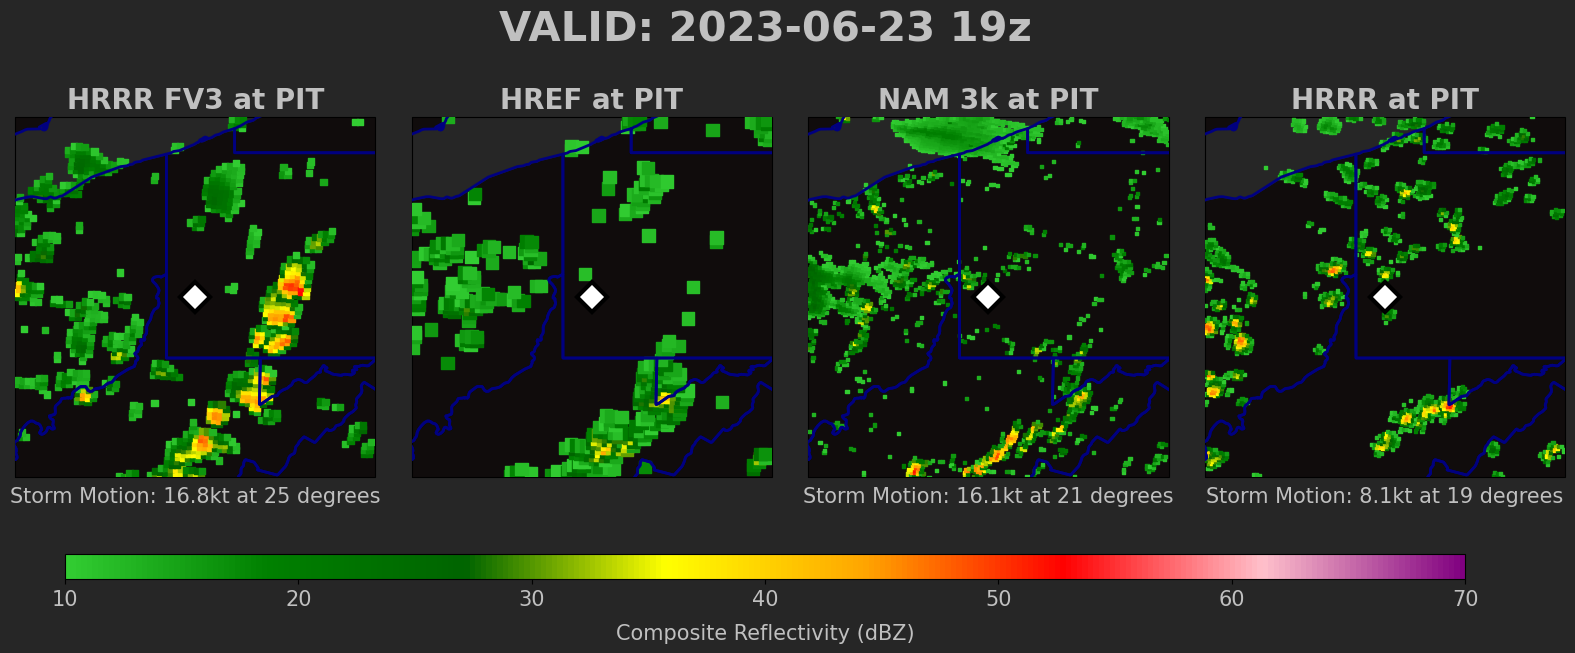 VALID: 2023-06-23 19z
HRRR FV3 at PIT
HREF at PIT
NAM 3k at PIT
HRRR at PIT
Storm Motion: 16.8kt at 25 degrees
Storm Motion: 16.1kt at 21 degrees
Storm Motion: 8.1kt at 19 degrees
10 20 30 40 50 60 70
Composite Reflectivity (dBZ)